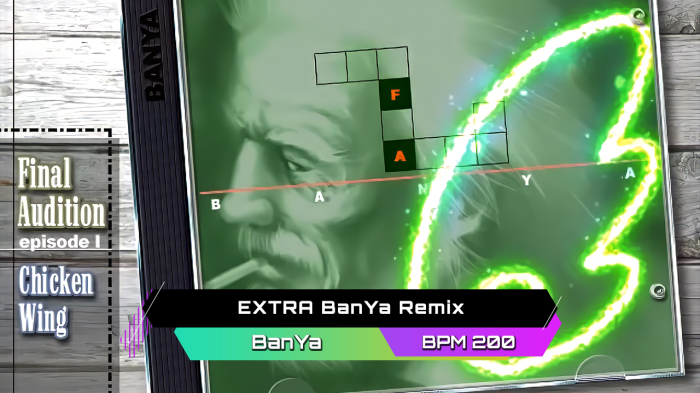 BANYA
F
A
B A N Y A
Final
Audition
episode I
Chicken
Wing
EXTRA BanYa Remix
BanYa
BPM 200